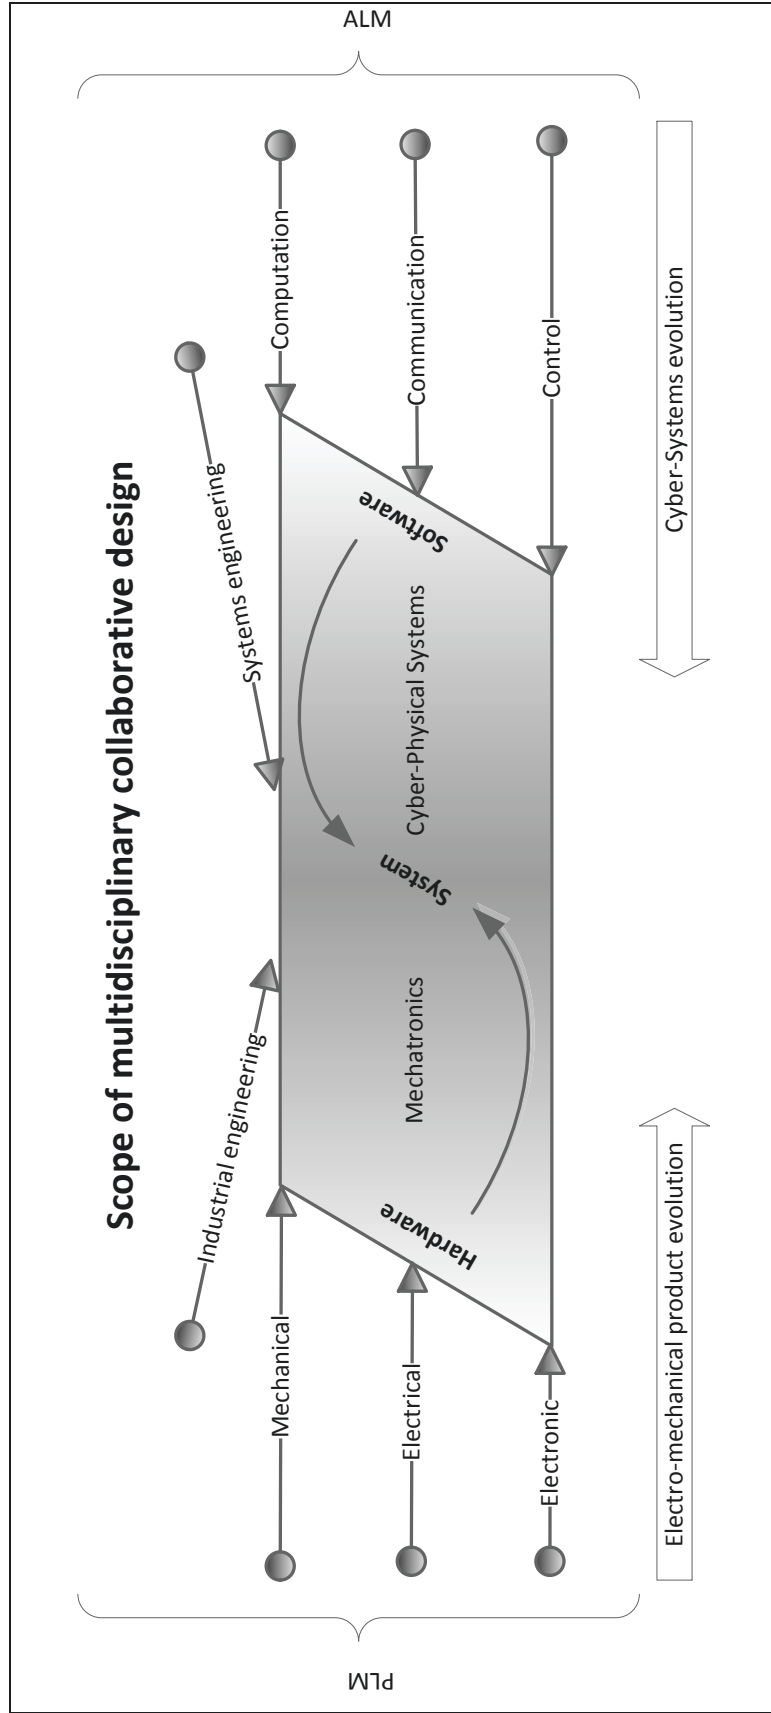 Scope of multidisciplinary collaborative design
PLM
ALM
Industrial engineering
Systems engineering
Mechanical
Computation
Electrical
Communication
Electronic
Control
Hardware
Mechatronics
System
Cyber-Physical Systems
Software
Electro-mechanical product evolution
Cyber-Systems evolution